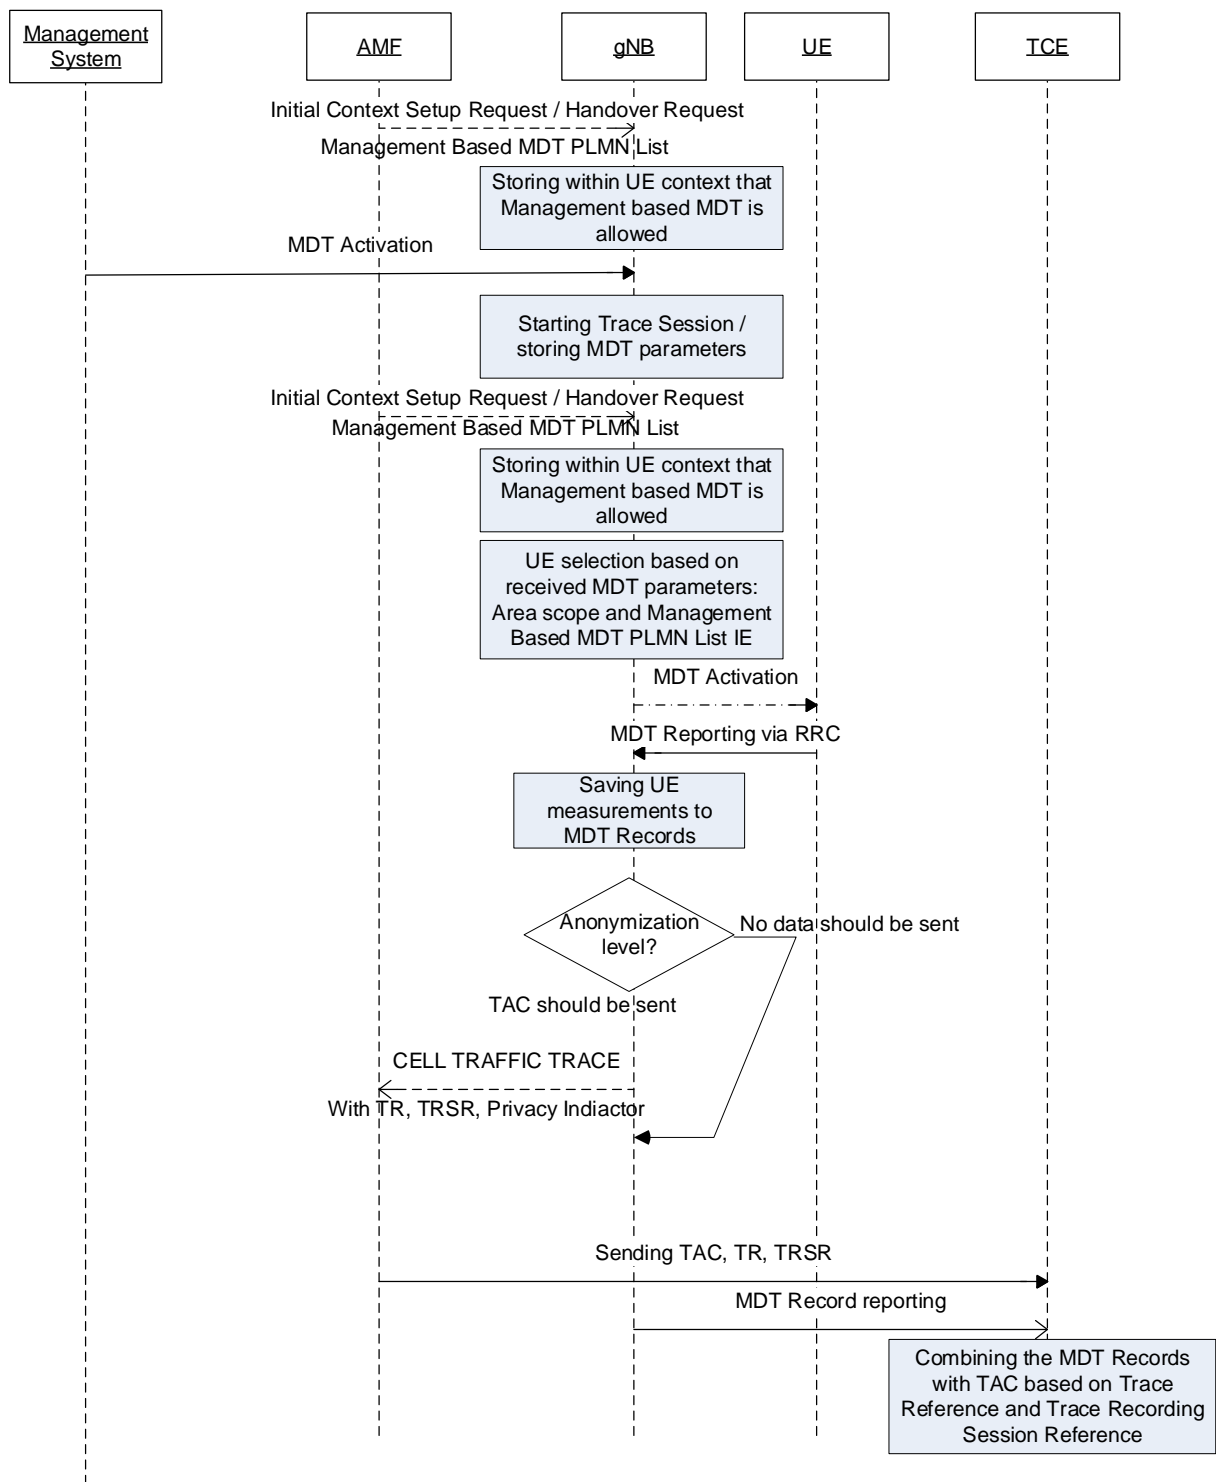 Management
System
AMF
gNB
UE
TCE
Initial Context Setup Request / Handover Request
Management Based MDT PLMN List
Storing within UE context that
Management based MDT is
allowed
MDT Activation
Starting Trace Session /
storing MDT parameters
Initial Context Setup Request / Handover Request
Management Based MDT PLMN List
Storing within UE context that
Management based MDT is
allowed
UE selection based on
received MDT parameters:
Area scope and Management
Based MDT PLMN List IE
MDT Activation
MDT Reporting via RRC
Saving UE
measurements to
MDT Records
Anonymization
level?
No data should be sent
TAC should be sent
CELL TRAFFIC TRACE
With TR, TRSR, Privacy Indiactor
Sending TAC, TR, TRSR
MDT Record reporting
Combining the MDT Records
with TAC based on Trace
Reference and Trace Recording
Session Reference